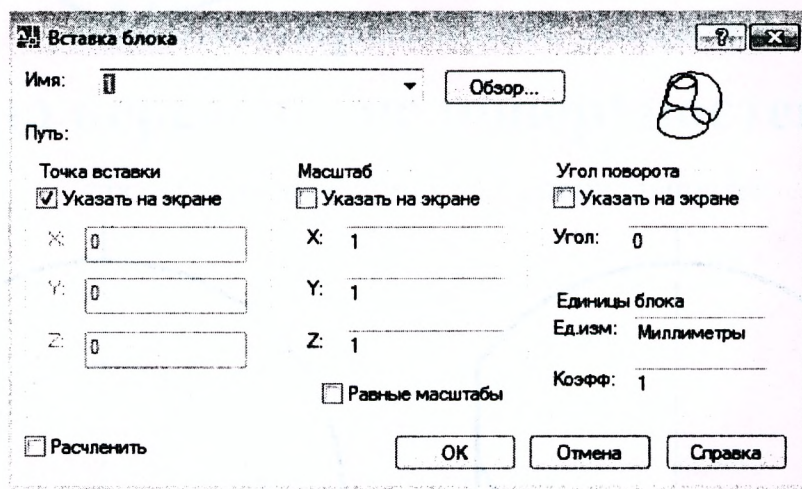 Вставка блока
Имя: 1 Обзор...
Путь:
Точка вставки Масштаб Угол поворота
Указать на экране Указать на экране Указать на экране
X: 0 X: 1 Угол: 0
Y: 0 Y: 1 Единицы блока
Ед.изм: Миллиметры
Z: 0 Z: 1
Коэфф: 1
Равные масштабы
Расчленить OK Отмена Справка